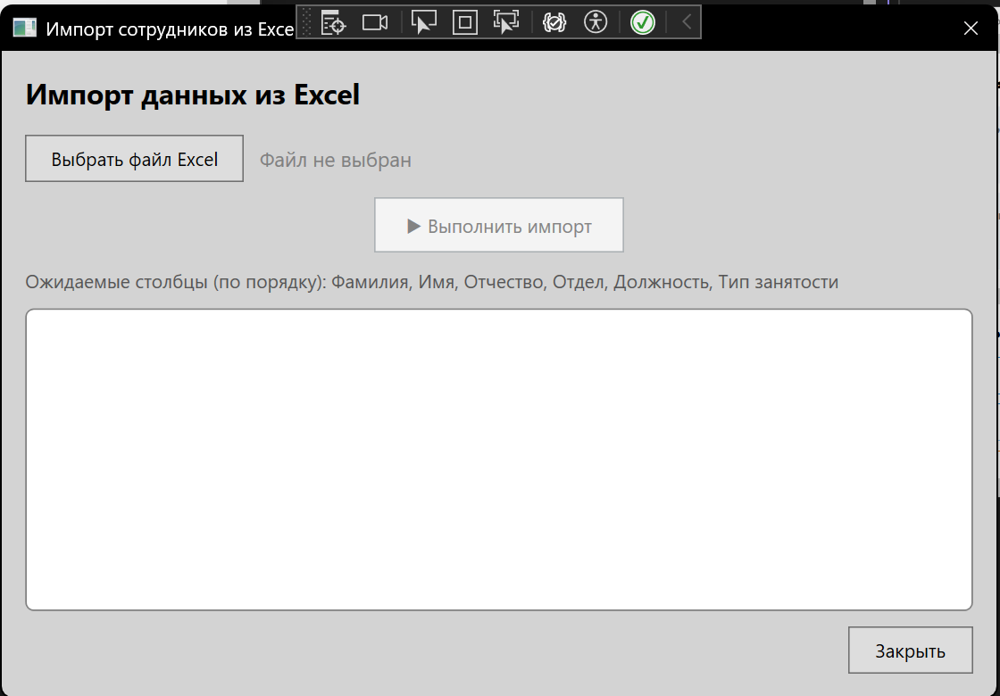 Импорт сотрудников из Exce
Импорт данных из Excel
Выбрать файл Excel
Файл не выбран
▶ Выполнить импорт
Ожидаемые столбцы (по порядку): Фамилия, Имя, Отчество, Отдел, Должность, Тип занятости
Закрыть